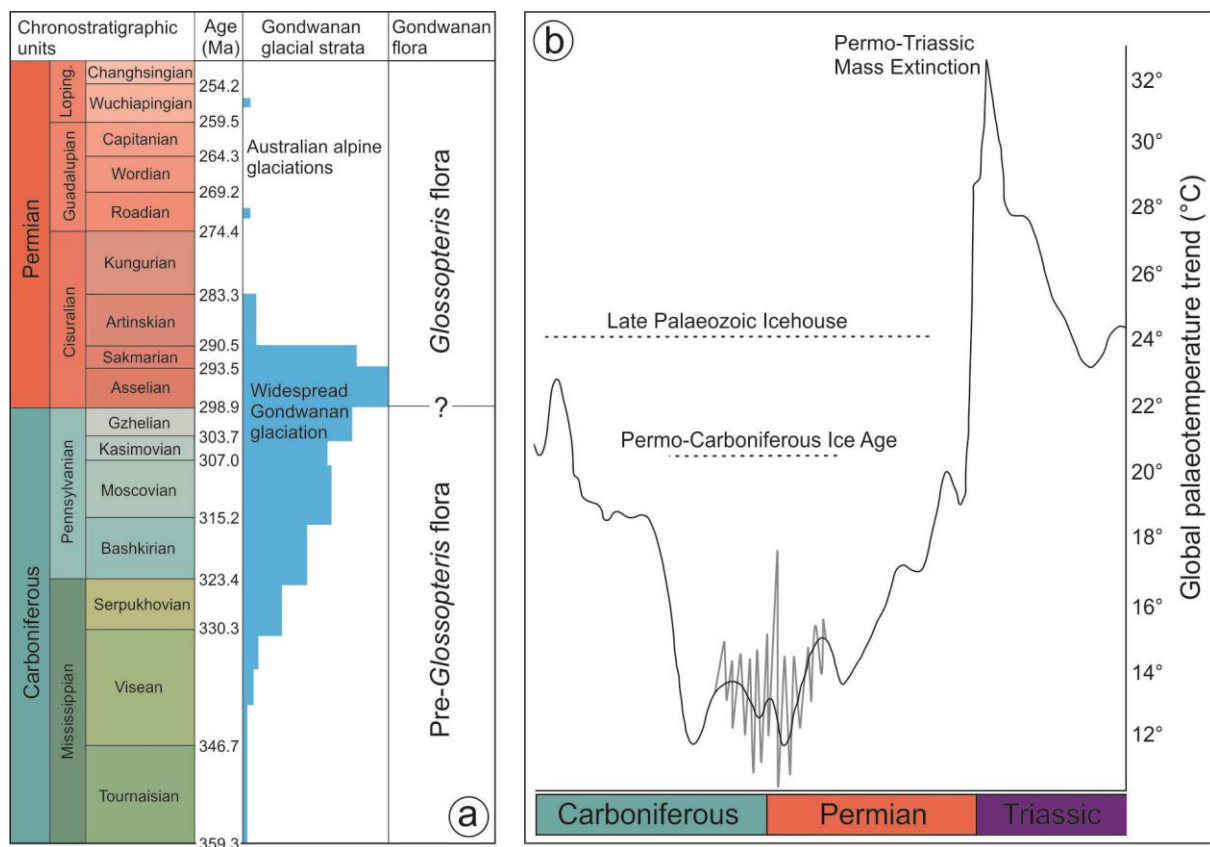 Chronostratigraphic
units
Age
(Ma)
Gondwanan
glacial strata
Gondwanan
flora
Permian
Loping.
Changhsingian
254.2
Wuchiapingian
259.5
Guadalupian
Capitanian
264.3
Wordian
269.2
Roadian
274.4
Cisuralian
Kungurian
283.3
Artinskian
290.5
Sakmarian
293.5
Asselian
298.9
Carboniferous
Pennsylvanian
Gzhelian
303.7
Kasimovian
307.0
Moscovian
315.2
Bashkirian
323.4
Mississippian
Serpukhovian
330.3
Visean
346.7
Tournaisian
359.3
Australian alpine
glaciations
Widespread
Gondwanan
glaciation
Glossopteris flora
?
Pre-Glossopteris flora
a
b
Permo-Triassic
Mass Extinction
Late Palaeozoic Icehouse
Permo-Carboniferous Ice Age
32°
30°
28°
26°
24°
22°
20°
18°
16°
14°
12°
Global palaeotemperature trend (°C)
Carboniferous
Permian
Triassic